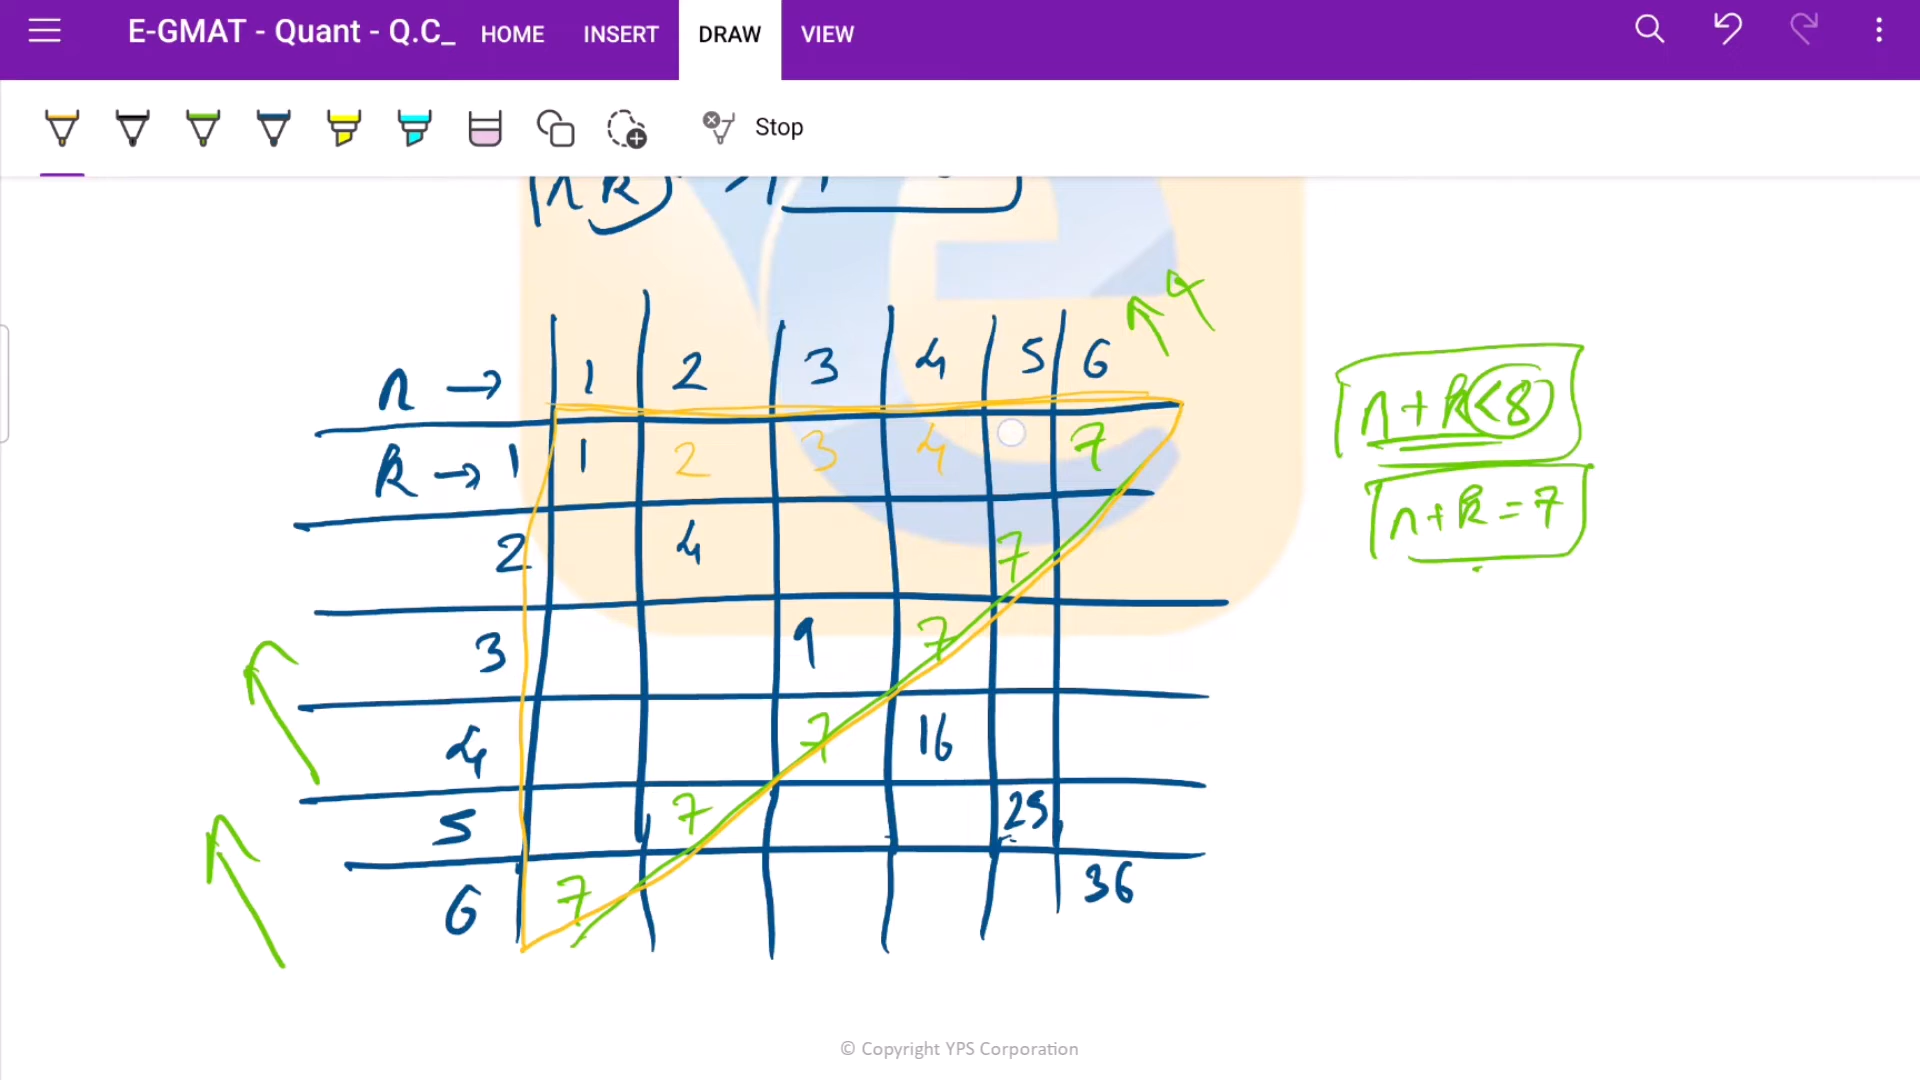 E-GMAT - Quant - Q.C_ HOME INSERT DRAW VIEW
Stop
n k
n → 1 2 3 4 5 6
k → 1 1 2 3 4 7
2 4 7
3 9 7
4 7 16
5 7 25
6 7 36
n + k < 8
n + k = 7
© Copyright YPS Corporation